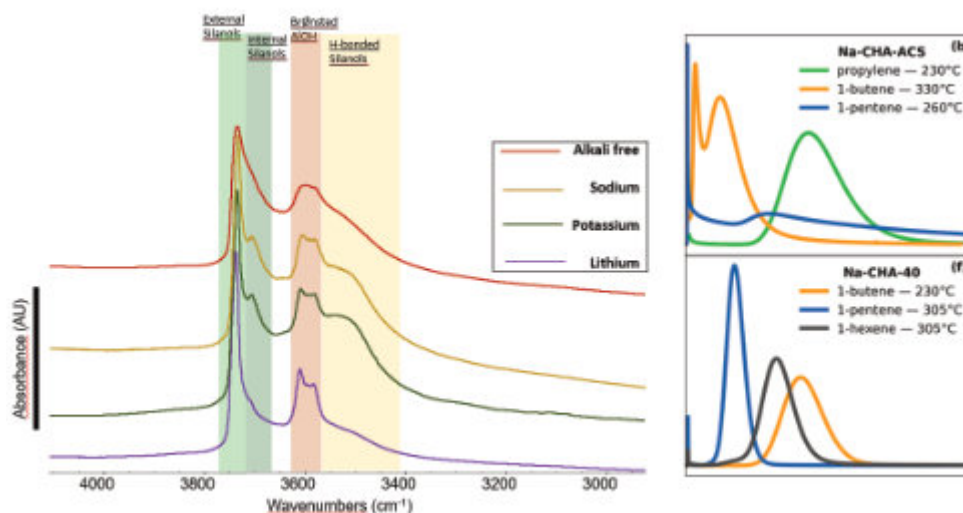 External
Silanols
Internal
Silanols
Brønsted
AlOH
H-bonded
Silanols
Alkali free
Sodium
Potassium
Lithium
Absorbance (AU)
4000 3800 3600 3400 3200 3000
Wavenumbers (cm⁻¹)
(b
Na-CHA-ACS
propylene — 230°C
1-butene — 330°C
1-pentene — 260°C
(f
Na-CHA-40
1-butene — 230°C
1-pentene — 305°C
1-hexene — 305°C